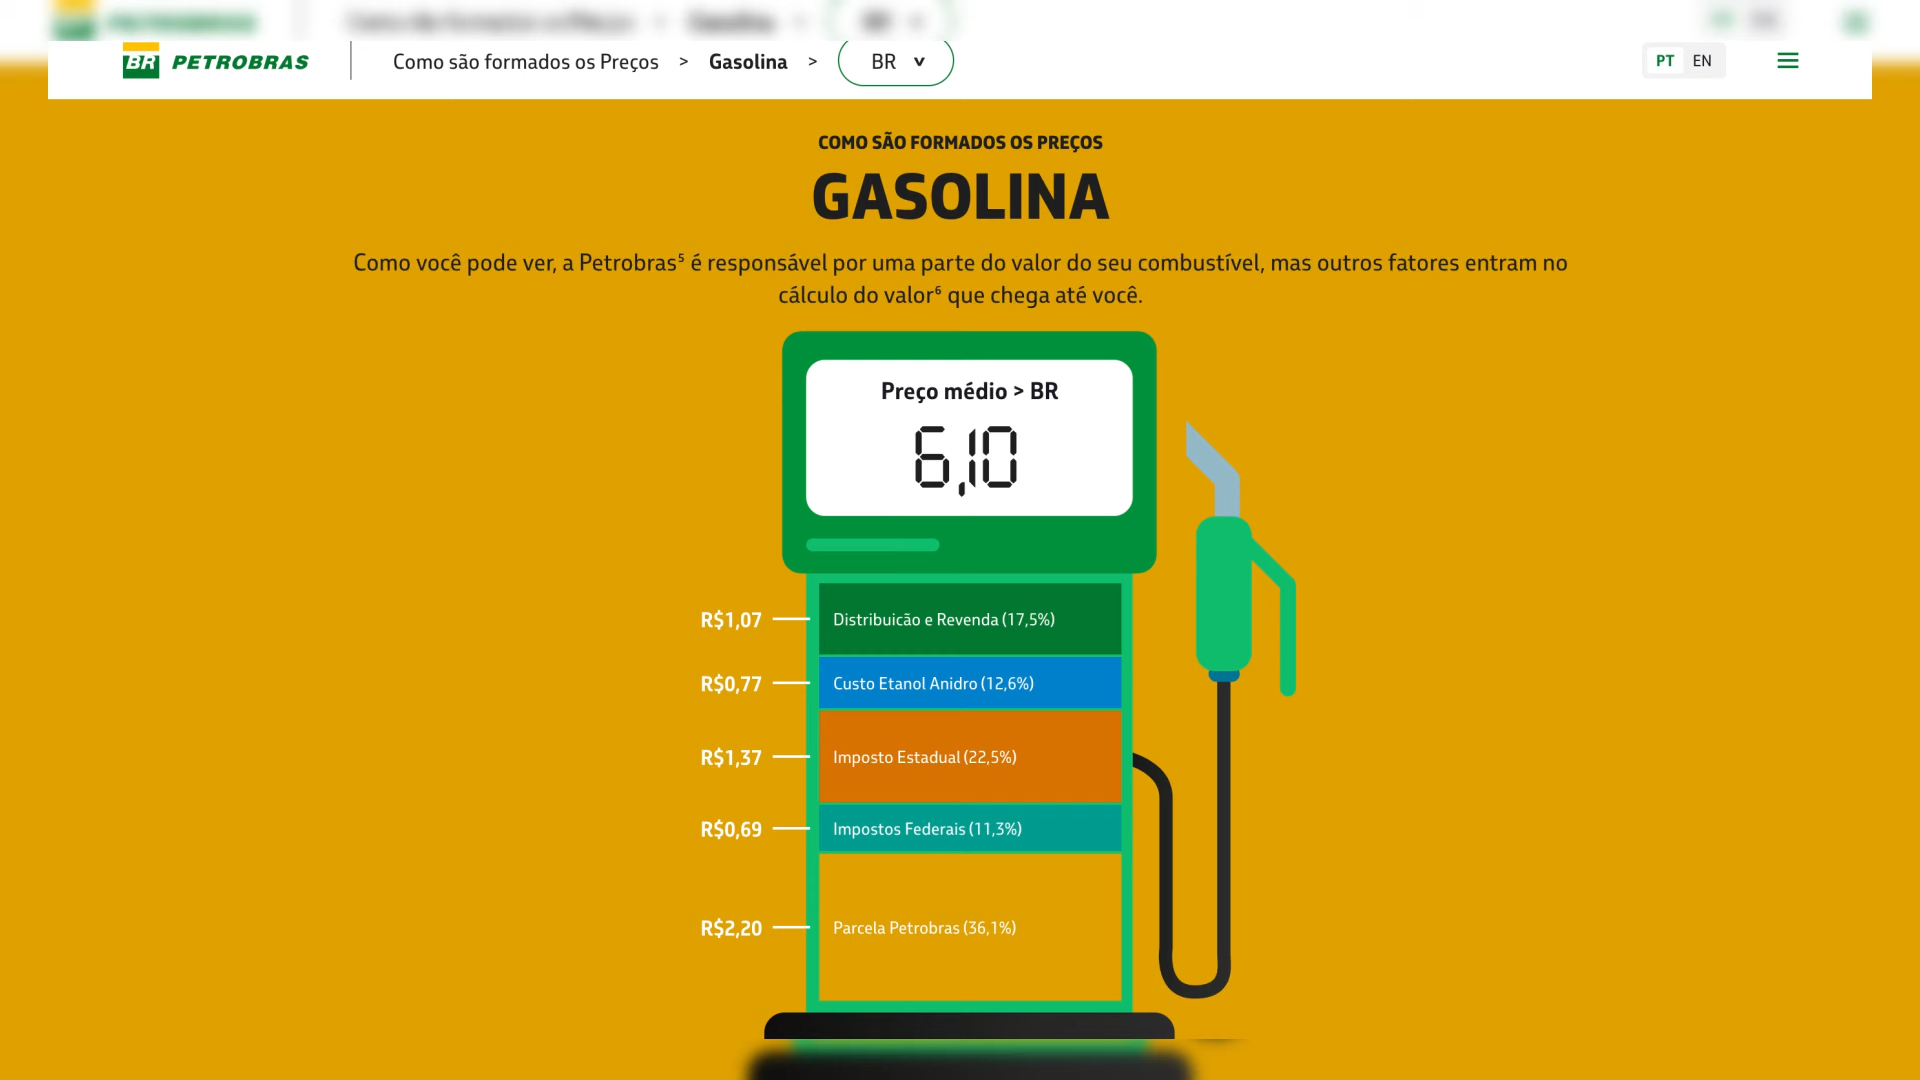 BR PETROBRAS
Como são formados os Preços > Gasolina > BR
PT EN
COMO SÃO FORMADOS OS PREÇOS
GASOLINA
Como você pode ver, a Petrobras⁵ é responsável por uma parte do valor do seu combustível, mas outros fatores entram no
cálculo do valor⁶ que chega até você.
Preço médio > BR
6,10
R$1,07 Distribuicão e Revenda (17,5%)
R$0,77 Custo Etanol Anidro (12,6%)
R$1,37 Imposto Estadual (22,5%)
R$0,69 Impostos Federais (11,3%)
R$2,20 Parcela Petrobras (36,1%)